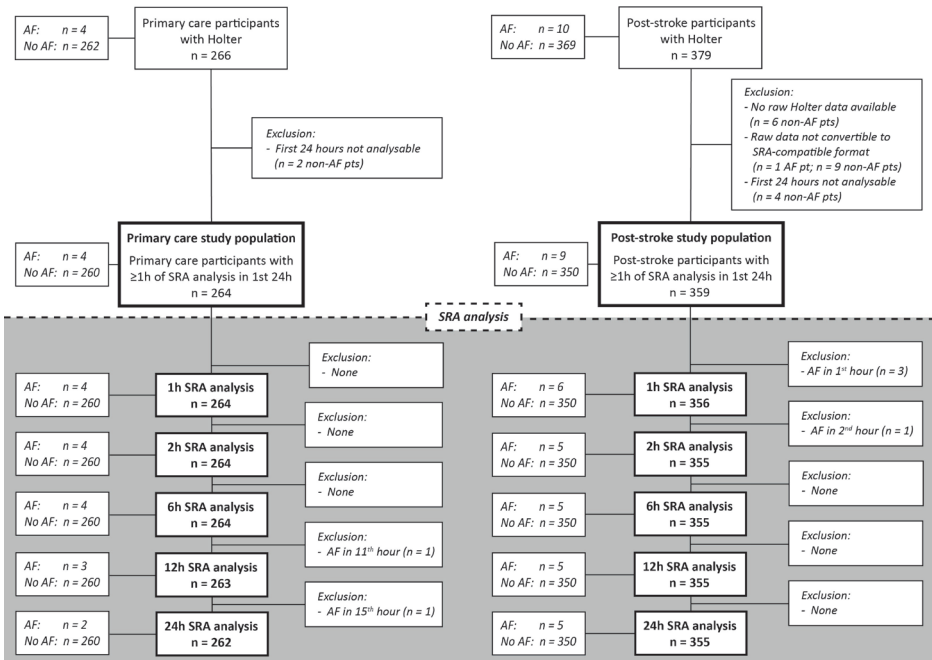 AF: n = 4
No AF: n = 262
Primary care participants
with Holter
n = 266
Exclusion:
- First 24 hours not analysable
(n = 2 non-AF pts)
AF: n = 4
No AF: n = 260
Primary care study population
Primary care participants with
≥1h of SRA analysis in 1st 24h
n = 264
AF: n = 10
No AF: n = 369
Post-stroke participants
with Holter
n = 379
Exclusion:
- No raw Holter data available
(n = 6 non-AF pts)
- Raw data not convertible to
SRA-compatible format
(n = 1 AF pt; n = 9 non-AF pts)
- First 24 hours not analysable
(n = 4 non-AF pts)
AF: n = 9
No AF: n = 350
Post-stroke study population
Post-stroke participants with
≥1h of SRA analysis in 1st 24h
n = 359
SRA analysis
Exclusion:
- None
AF: n = 4
No AF: n = 260
1h SRA analysis
n = 264
Exclusion:
- None
AF: n = 4
No AF: n = 260
2h SRA analysis
n = 264
Exclusion:
- None
AF: n = 4
No AF: n = 260
6h SRA analysis
n = 264
Exclusion:
- AF in 11th hour (n = 1)
AF: n = 3
No AF: n = 260
12h SRA analysis
n = 263
Exclusion:
- AF in 15th hour (n = 1)
AF: n = 2
No AF: n = 260
24h SRA analysis
n = 262
Exclusion:
- AF in 1st hour (n = 3)
AF: n = 6
No AF: n = 350
1h SRA analysis
n = 356
Exclusion:
- AF in 2nd hour (n = 1)
AF: n = 5
No AF: n = 350
2h SRA analysis
n = 355
Exclusion:
- None
AF: n = 5
No AF: n = 350
6h SRA analysis
n = 355
Exclusion:
- None
AF: n = 5
No AF: n = 350
12h SRA analysis
n = 355
Exclusion:
- None
AF: n = 5
No AF: n = 350
24h SRA analysis
n = 355